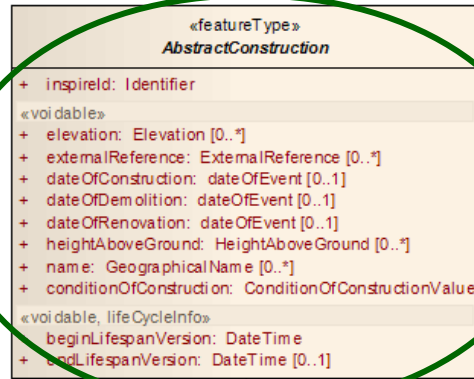 «featureType»
AbstractConstruction
+ inspireId: Identifier
«voidable»
+ elevation: Elevation [0..*]
+ externalReference: ExternalReference [0..*]
+ dateOfConstruction: dateOfEvent [0..1]
+ dateOfDemolition: dateOfEvent [0..1]
+ dateOfRenovation: dateOfEvent [0..1]
+ heightAboveGround: HeightAboveGround [0..*]
+ name: GeographicalName [0..*]
+ conditionOfConstruction: ConditionOfConstructionValue
«voidable, lifeCycleInfo»
beginLifespanVersion: DateTime
+ endLifespanVersion: DateTime [0..1]